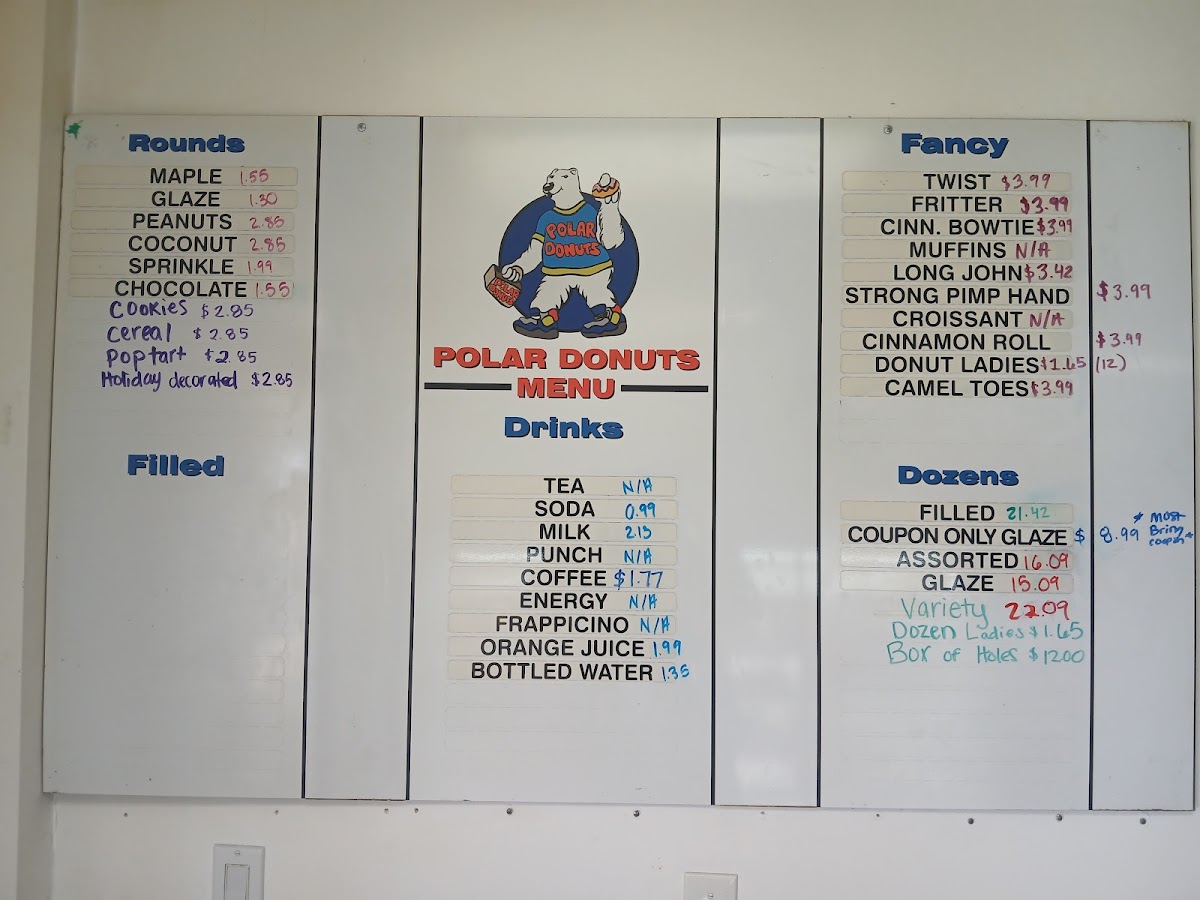 Rounds
MAPLE 1.55
GLAZE 1.30
PEANUTS 2.85
COCONUT 2.85
SPRINKLE 1.99
CHOCOLATE 1.55
Cookies $2.85
cereal $2.85
poptart $2.85
Holiday decorated $2.85
Filled
POLAR
DONUTS
POLAR
POLAR DONUTS
MENU
Drinks
TEA N/A
SODA 0.99
MILK 2.13
PUNCH N/A
COFFEE $1.77
ENERGY N/A
FRAPPICINO N/A
ORANGE JUICE 1.99
BOTTLED WATER 1.35
Fancy
TWIST $3.99
FRITTER $3.99
CINN. BOWTIE $3.99
MUFFINS N/A
LONG JOHN $3.42
STRONG PIMP HAND $3.99
CROISSANT N/A
CINNAMON ROLL $3.99
DONUT LADIES $1.65 (12)
CAMEL TOES $3.99
Dozens
FILLED 21.42
COUPON ONLY GLAZE $ 8.99 * Most Bring coupon *
ASSORTED 16.09
GLAZE 15.09
Variety 22.09
Dozen Ladies $1.65
Box of Holes $12.00